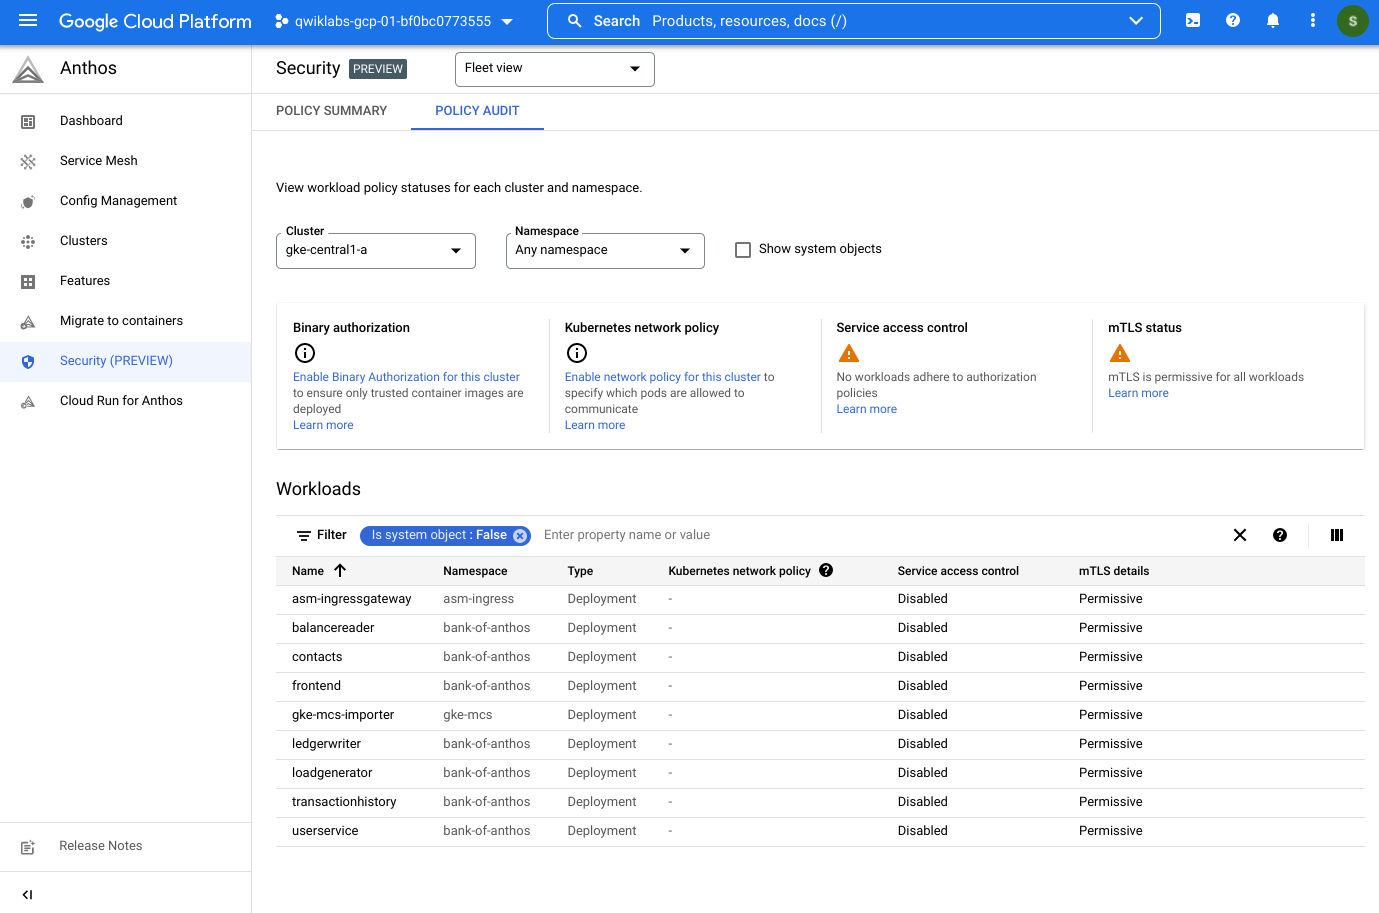 Google Cloud Platform
qwiklabs-gcp-01-bf0bc0773555
Search Products, resources, docs (/)
S
Anthos
Security PREVIEW
Fleet view
POLICY SUMMARY
POLICY AUDIT
Dashboard
Service Mesh
Config Management
Clusters
Features
Migrate to containers
Security (PREVIEW)
Cloud Run for Anthos
Release Notes
View workload policy statuses for each cluster and namespace.
Cluster
gke-central1-a
Namespace
Any namespace
Show system objects
Binary authorization
Enable Binary Authorization for this cluster
to ensure only trusted container images are
deployed
Learn more
Kubernetes network policy
Enable network policy for this cluster to
specify which pods are allowed to
communicate
Learn more
Service access control
No workloads adhere to authorization
policies
Learn more
mTLS status
mTLS is permissive for all workloads
Learn more
Workloads
Filter Is system object : False Enter property name or value
Name Namespace Type Kubernetes network policy Service access control mTLS details
asm-ingressgateway asm-ingress Deployment - Disabled Permissive
balancereader bank-of-anthos Deployment - Disabled Permissive
contacts bank-of-anthos Deployment - Disabled Permissive
frontend bank-of-anthos Deployment - Disabled Permissive
gke-mcs-importer gke-mcs Deployment - Disabled Permissive
ledgerwriter bank-of-anthos Deployment - Disabled Permissive
loadgenerator bank-of-anthos Deployment - Disabled Permissive
transactionhistory bank-of-anthos Deployment - Disabled Permissive
userservice bank-of-anthos Deployment - Disabled Permissive